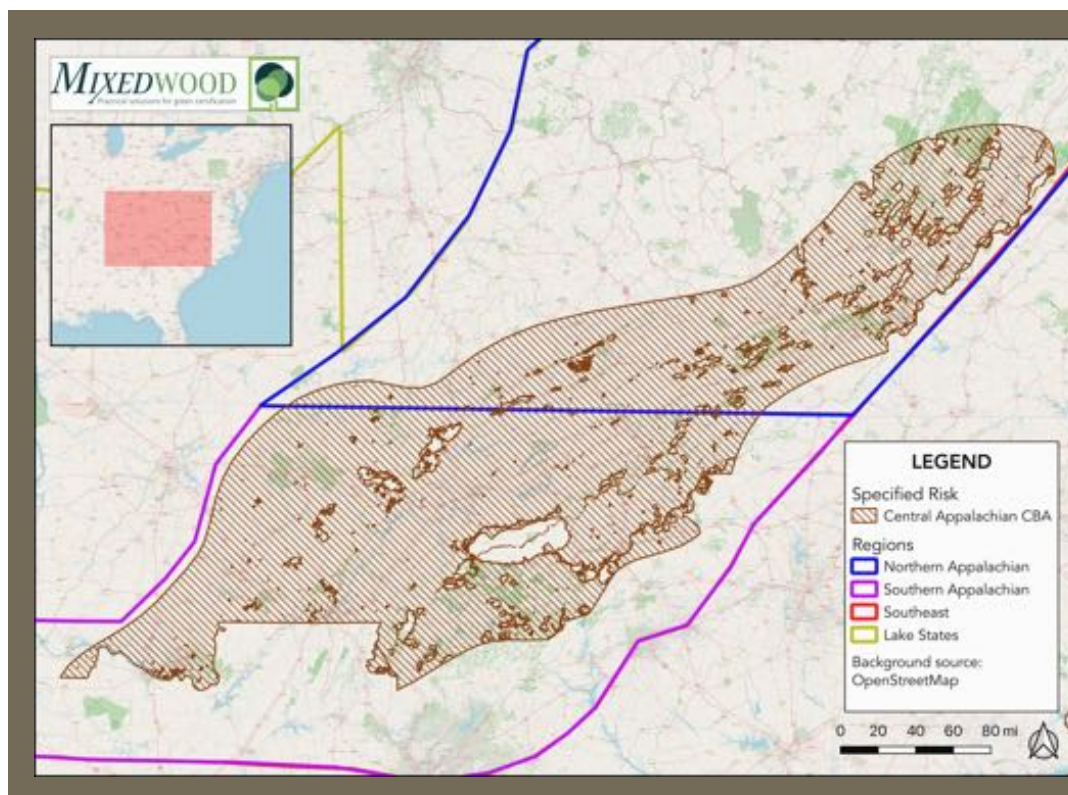 MIXEDWOOD
Practical solutions for green certification
LEGEND
Specified Risk
Central Appalachian CBA
Regions
Northern Appalachian
Southern Appalachian
Southeast
Lake States
Background source:
OpenStreetMap
0 20 40 60 80 mi